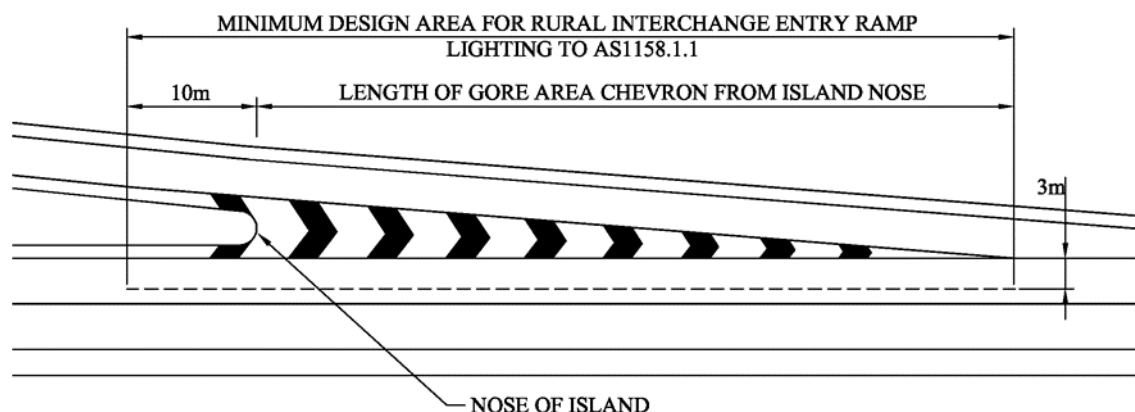 MINIMUM DESIGN AREA FOR RURAL INTERCHANGE ENTRY RAMP
LIGHTING TO AS1158.1.1
10m
LENGTH OF GORE AREA CHEVRON FROM ISLAND NOSE
3m
NOSE OF ISLAND